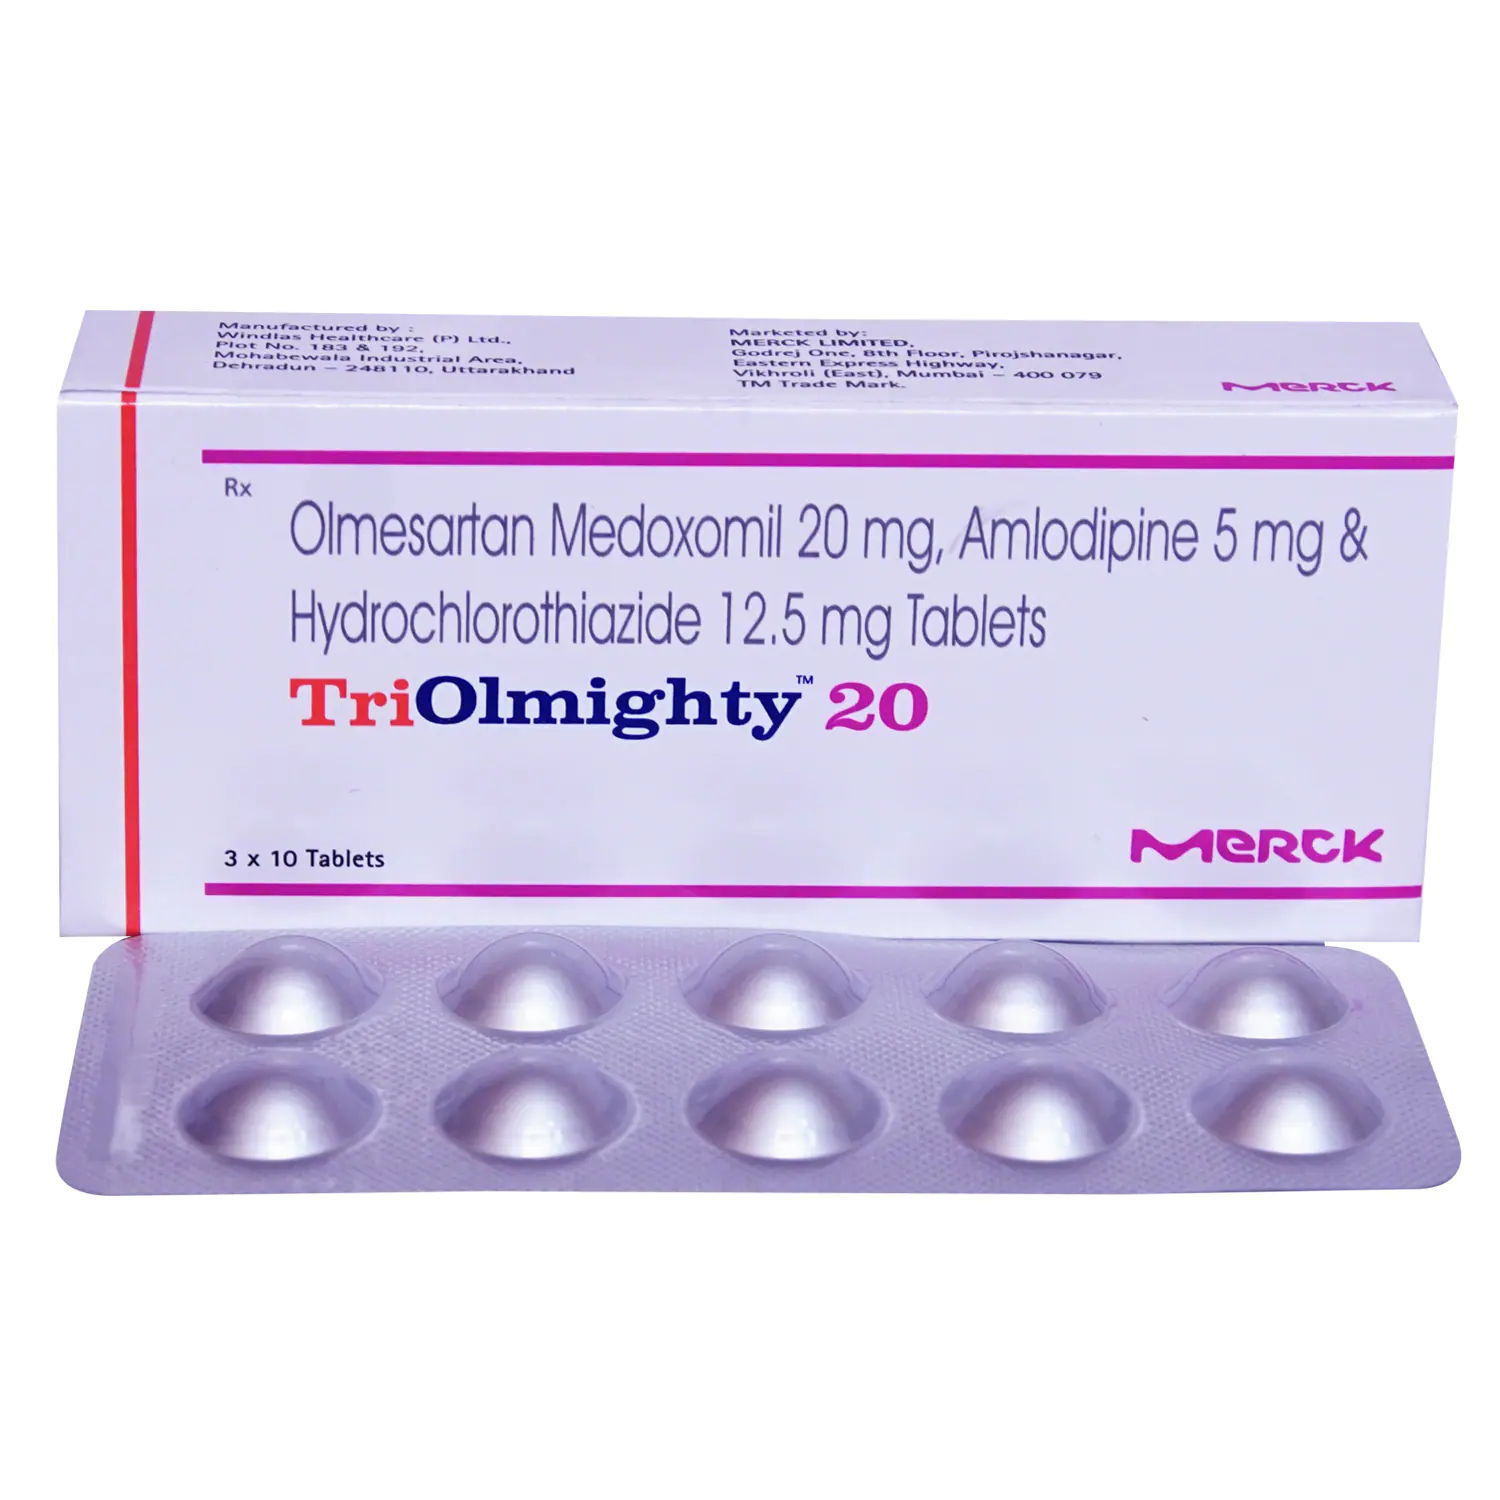 Manufactured by :
Windlas Healthcare (P) Ltd.,
Plot No. 183 & 192,
Mohabewala Industrial Area,
Dehradun – 248110, Uttarakhand
Marketed by:
MERCK LIMITED.
Godrej One, 8th Floor, Pirojshanagar,
Eastern Express Highway,
Vikhroli (East), Mumbai – 400 079
TM Trade Mark.
MERCK
Rx
Olmesartan Medoxomil 20 mg, Amlodipine 5 mg &
Hydrochlorothiazide 12.5 mg Tablets
TriOlmighty™ 20
3 x 10 Tablets
MERCK